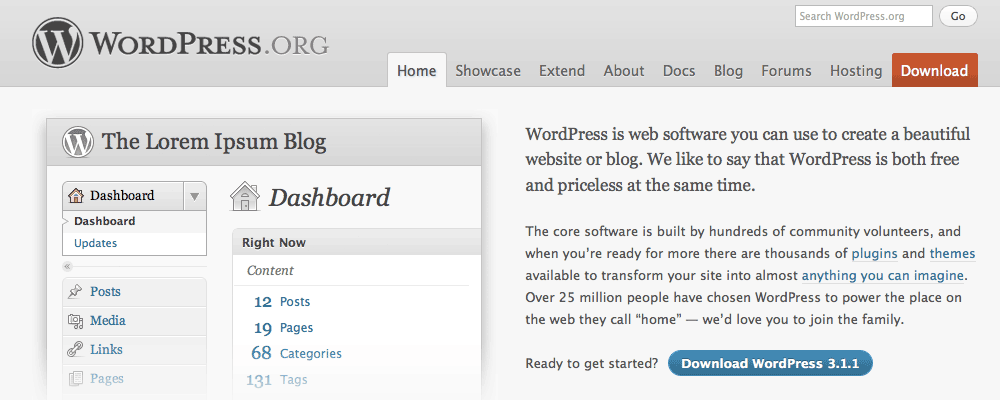 Search WordPress.org
Go
WORDPRESS.ORG
Home Showcase Extend About Docs Blog Forums Hosting Download
The Lorem Ipsum Blog
Dashboard
Dashboard
Updates
«
Posts
Media
Links
Pages
Dashboard
Right Now
Content
12 Posts
19 Pages
68 Categories
131 Tags
WordPress is web software you can use to create a beautiful
website or blog. We like to say that WordPress is both free
and priceless at the same time.
The core software is built by hundreds of community volunteers, and
when you’re ready for more there are thousands of plugins and themes
available to transform your site into almost anything you can imagine.
Over 25 million people have chosen WordPress to power the place on
the web they call “home” — we’d love you to join the family.
Ready to get started? Download WordPress 3.1.1